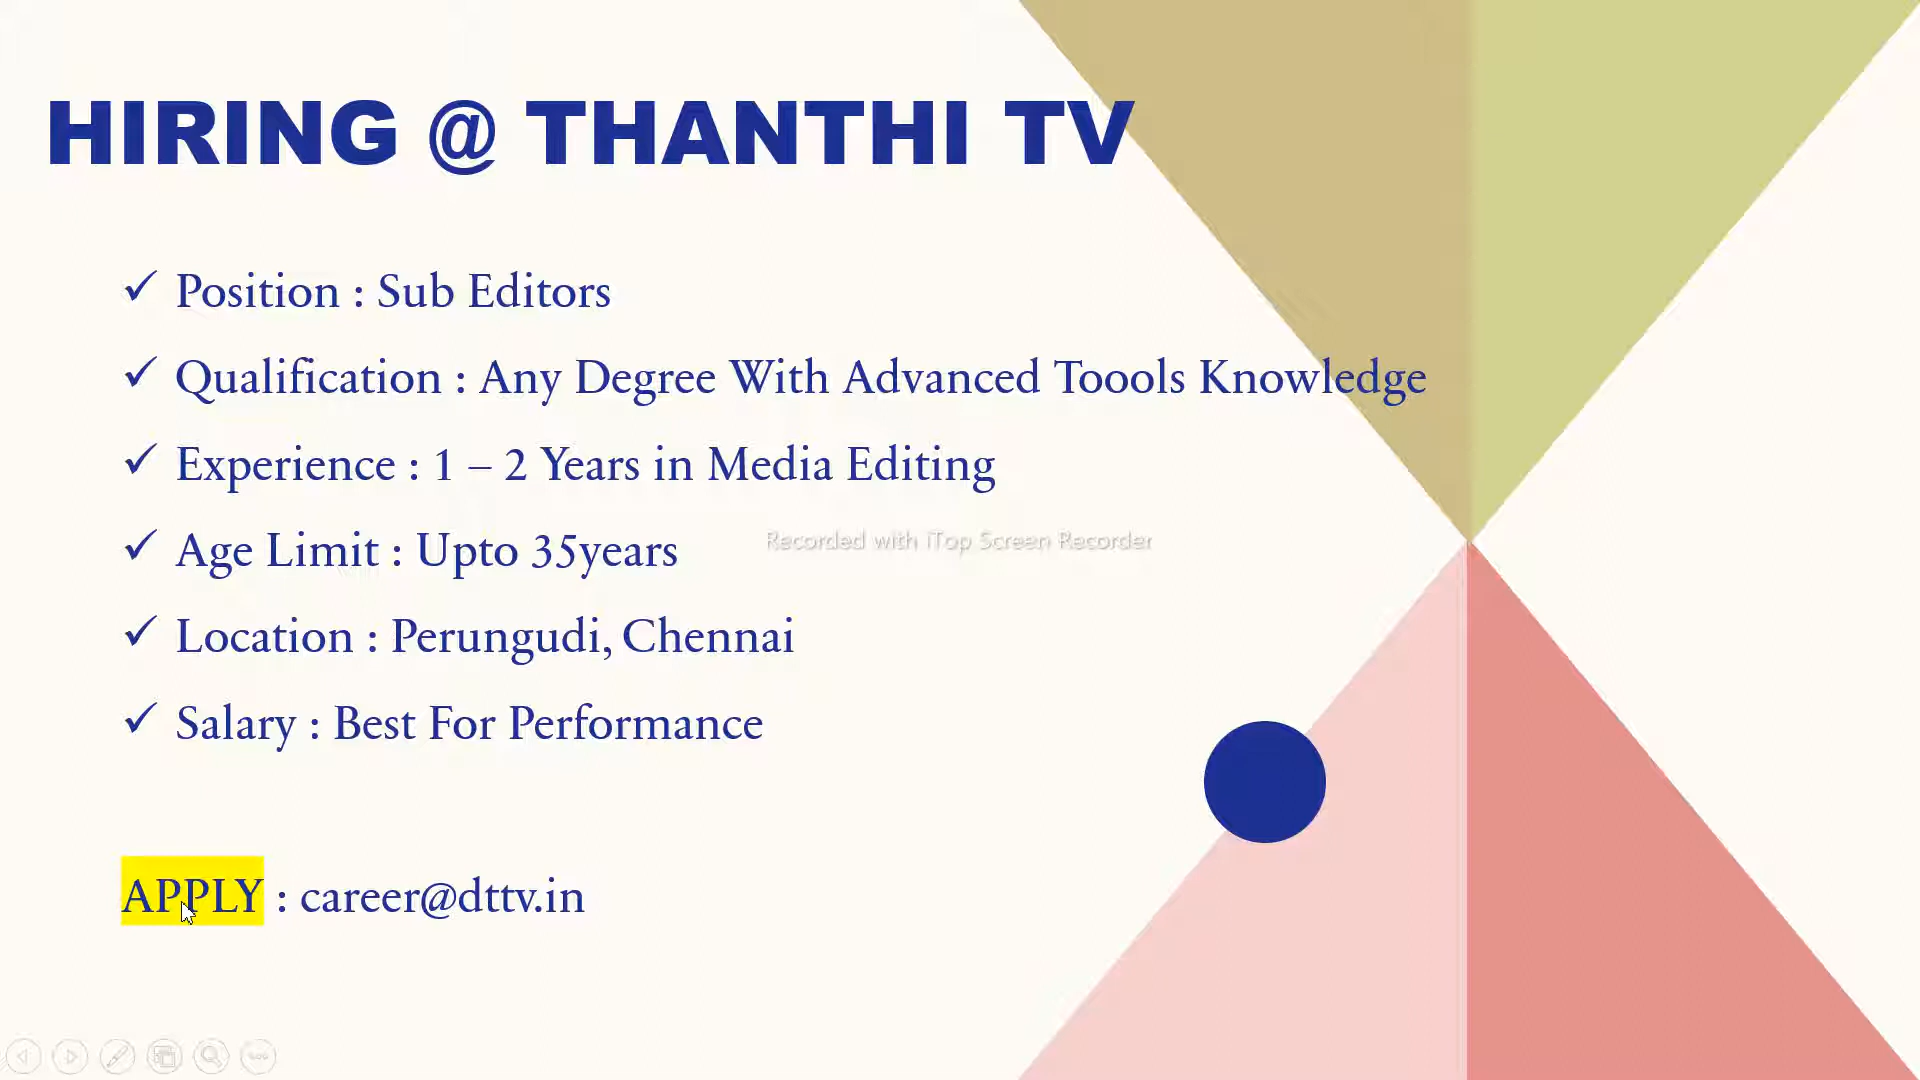 HIRING @ THANTHI TV
✓ Position : Sub Editors
✓ Qualification : Any Degree With Advanced Toools Knowledge
✓ Experience : 1 – 2 Years in Media Editing
✓ Age Limit : Upto 35years
Recorded with iTop Screen Recorder
✓ Location : Perungudi, Chennai
✓ Salary : Best For Performance
APPLY : career@dttv.in